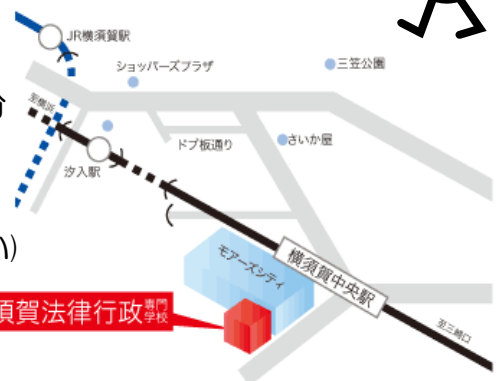 JR横須賀駅
ショッパーズプラザ
三笠公園
分
至横浜
ドブ板通り
さいか屋
汐入駅
い)
モアーズシティ
横須賀中央駅
須賀法律行政専門学校
至三崎口